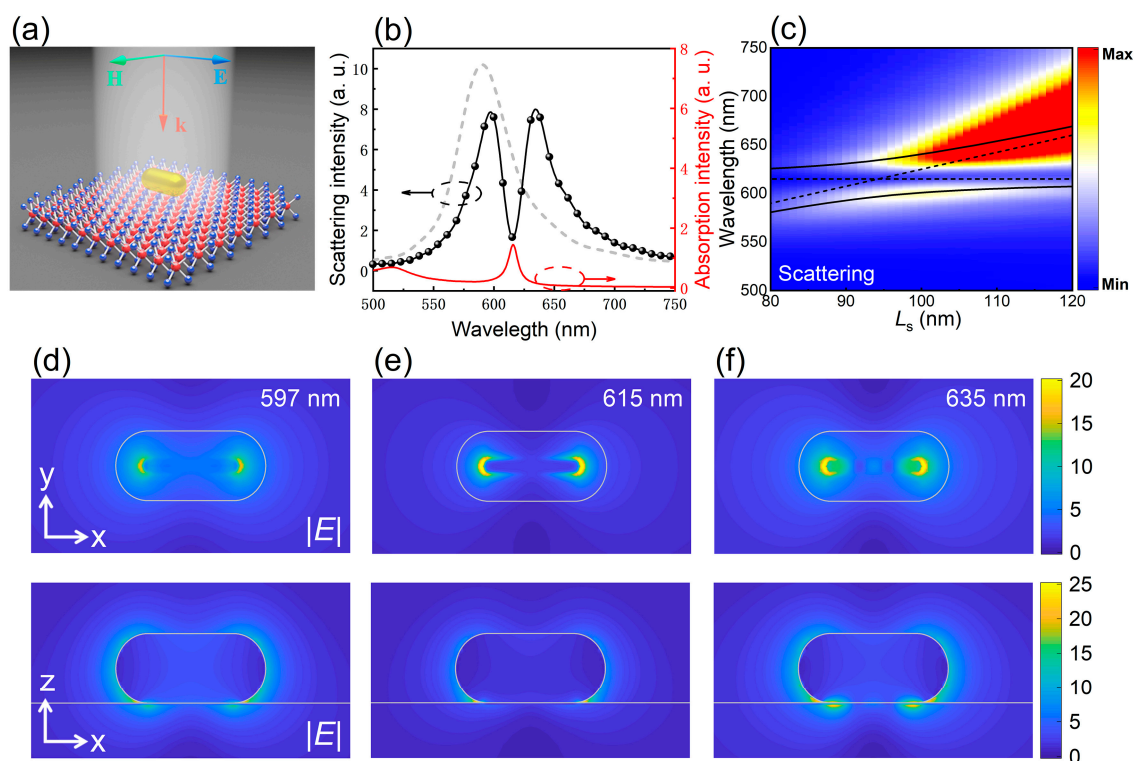 (a)
H
E
k
(b)
Scattering intensity (a. u.)
10
8
6
4
2
0
500
550
600
650
700
750
Wavelegth (nm)
8
6
4
2
0
Absorption intensity (a. u.)
(c)
Wavelength (nm)
750
700
650
600
550
500
Scattering
80
90
100
110
120
Ls (nm)
Max
Min
(d)
597 nm
y
x
|E|
(e)
615 nm
(f)
635 nm
20
15
10
5
0
z
x
|E|
25
20
15
10
5
0